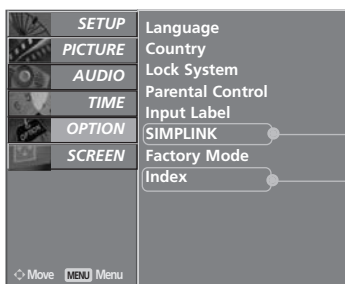 SETUP
PICTURE
AUDIO
TIME
OPTION
SCREEN
Language
Country
Lock System
Parental Control
Input Label
SIMPLINK
Factory Mode
Index
Move MENU Menu